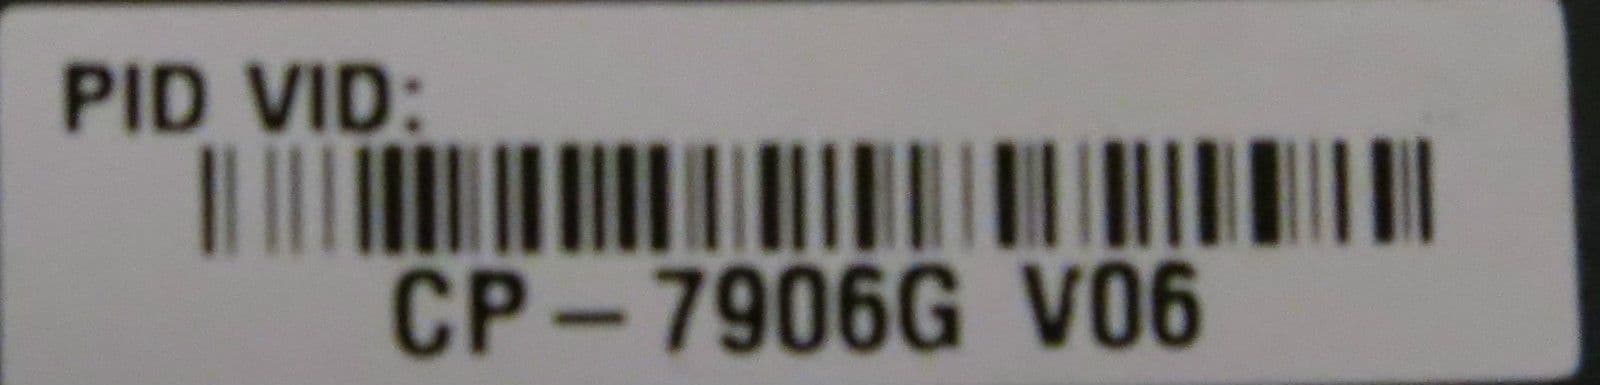 PID VID:
CP-7906G V06